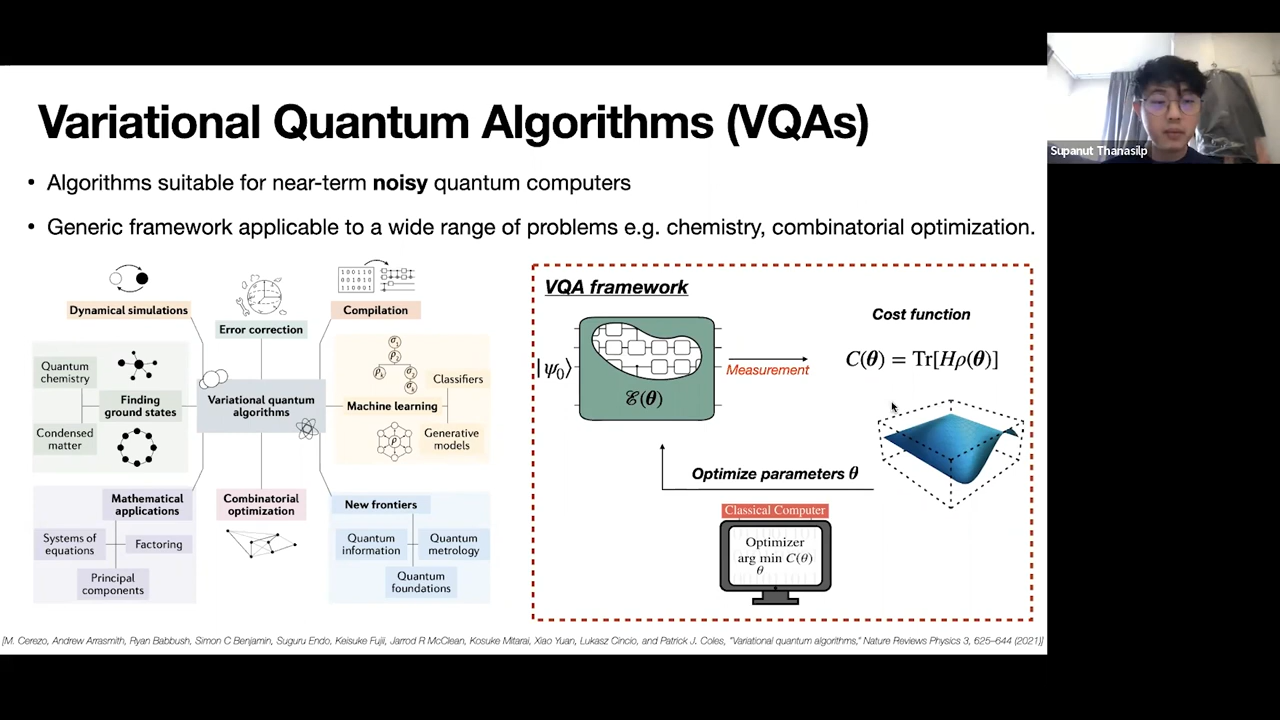 Variational Quantum Algorithms (VQAs)
Supanut Thanasilp
• Algorithms suitable for near-term noisy quantum computers
• Generic framework applicable to a wide range of problems e.g. chemistry, combinatorial optimization.
Dynamical simulations
Error correction
100110
001010
110001
Compilation
Quantum
chemistry
Finding
ground states
Condensed
matter
Variational quantum
algorithms
Machine learning
Classifiers
Generative
models
Mathematical
applications
Systems of
equations
Factoring
Principal
components
Combinatorial
optimization
New frontiers
Quantum
information
Quantum
metrology
Quantum
foundations
VQA framework
|ψ₀⟩
ℰ(θ)
Measurement
Cost function
C(θ) = Tr[Hρ(θ)]
Optimize parameters θ
Classical Computer
Optimizer
arg min C(θ)
θ
[M. Cerezo, Andrew Arrasmith, Ryan Babbush, Simon C Benjamin, Suguru Endo, Keisuke Fujii, Jarrod R McClean, Kosuke Mitarai, Xiao Yuan, Lukasz Cincio, and Patrick J. Coles, "Variational quantum algorithms," Nature Reviews Physics 3, 625–644 (2021)]